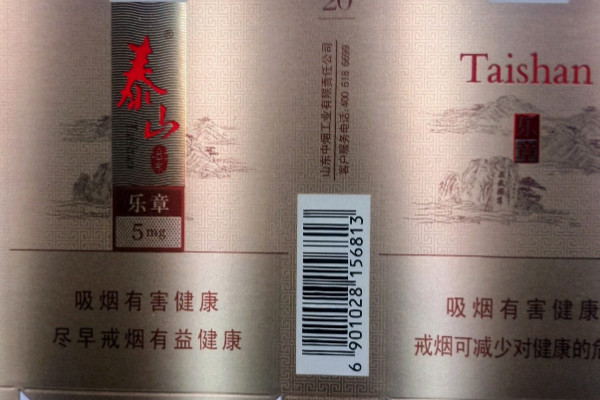 泰山
®
乐章
5mg
吸烟有害健康
尽早戒烟有益健康
20
山东中烟工业有限责任公司
客户服务电话:400 618 6699
6 901028 156813
Taishan
乐章
吸烟有害健康
戒烟可减少对健康的危